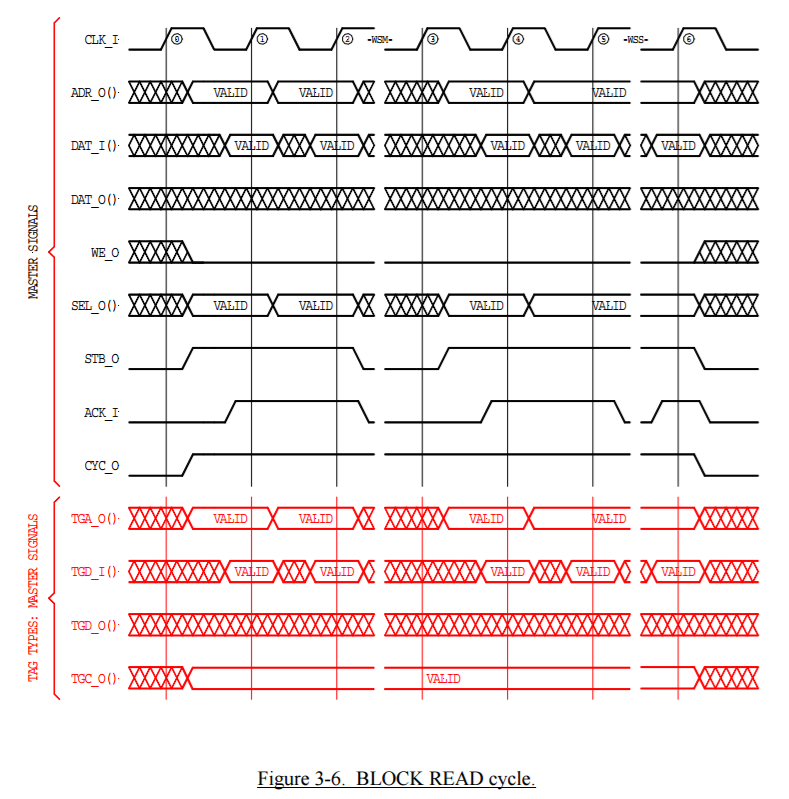 CLK_I 0 1 2 -WSM- 3 4 5 -WSS- 6
ADR_O() VALID VALID VALID VALID
DAT_I() VALID VALID VALID VALID VALID
DAT_O()
WE_O
SEL_O() VALID VALID VALID VALID
STB_O
ACK_I
CYC_O
MASTER SIGNALS
TGA_O() VALID VALID VALID VALID
TGD_I() VALID VALID VALID VALID VALID
TGD_O()
TGC_O() VALID
TAG TYPES: MASTER SIGNALS
Figure 3-6. BLOCK READ cycle.